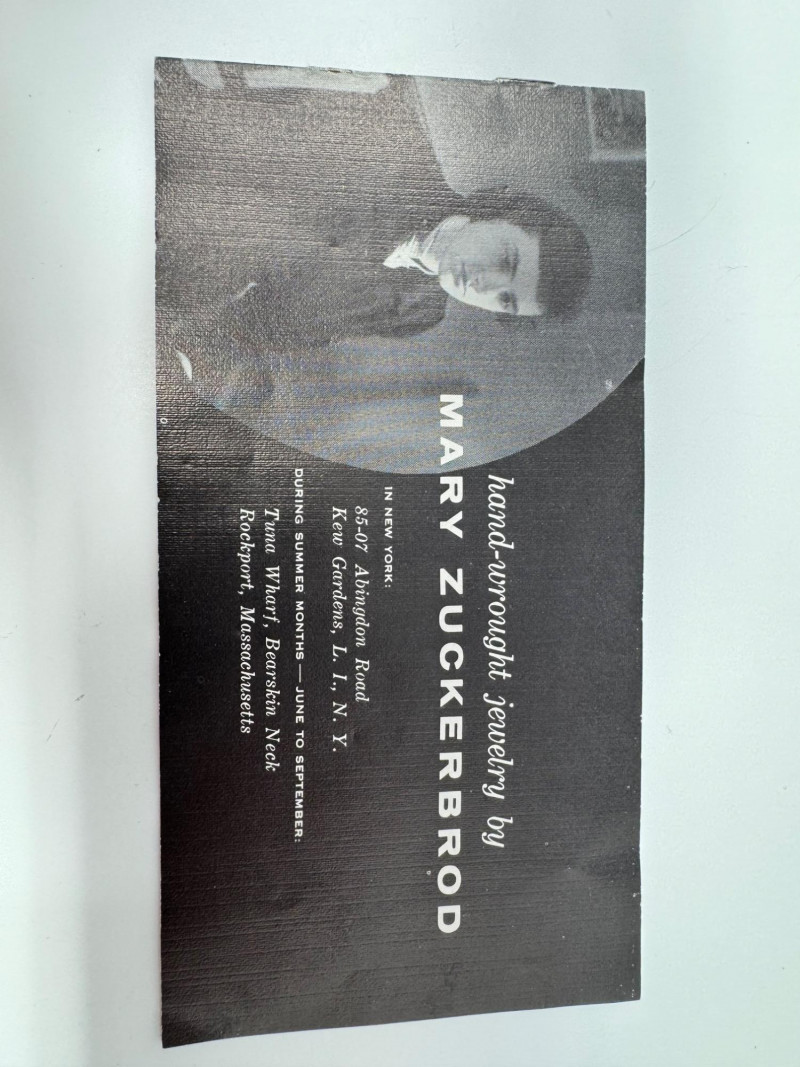 hand-wrought jewelry by
MARY ZUCKERBROD
IN NEW YORK:
85-07 Abingdon Road
Kew Gardens, L. I., N. Y.
DURING SUMMER MONTHS — JUNE TO SEPTEMBER:
Tuna Wharf, Bearskin Neck
Rockport, Massachusetts